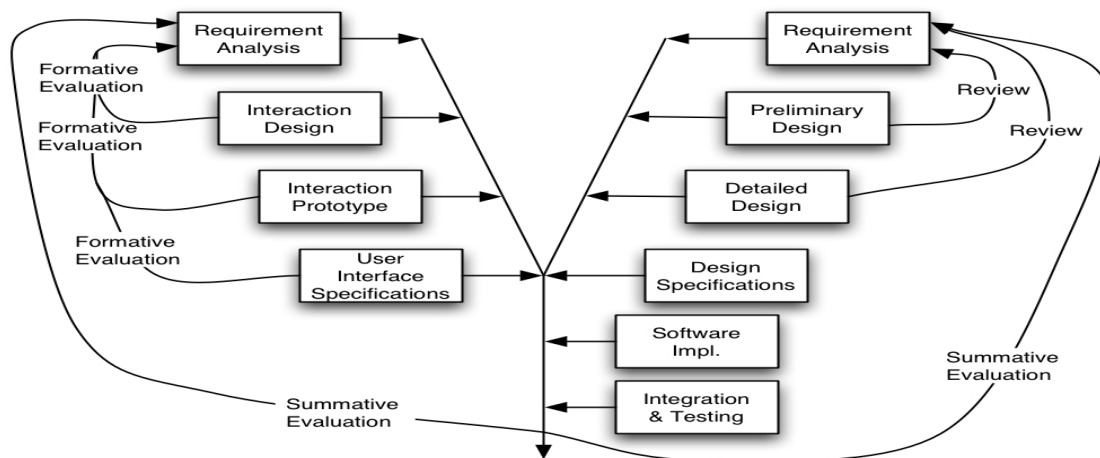 Requirement
Analysis
Requirement
Analysis
Formative
Evaluation
Interaction
Design
Preliminary
Design
Review
Formative
Evaluation
Review
Interaction
Prototype
Detailed
Design
Formative
Evaluation
User
Interface
Specifications
Design
Specifications
Software
Impl.
Summative
Evaluation
Integration
& Testing
Summative
Evaluation